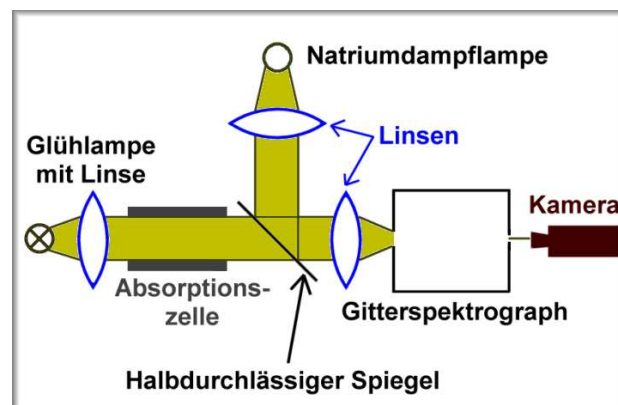 Natriumdampflampe
Glühlampe
mit Linse
Linsen
Kamera
Absorptions-
zelle
Gitterspektrograph
Halbdurchlässiger Spiegel